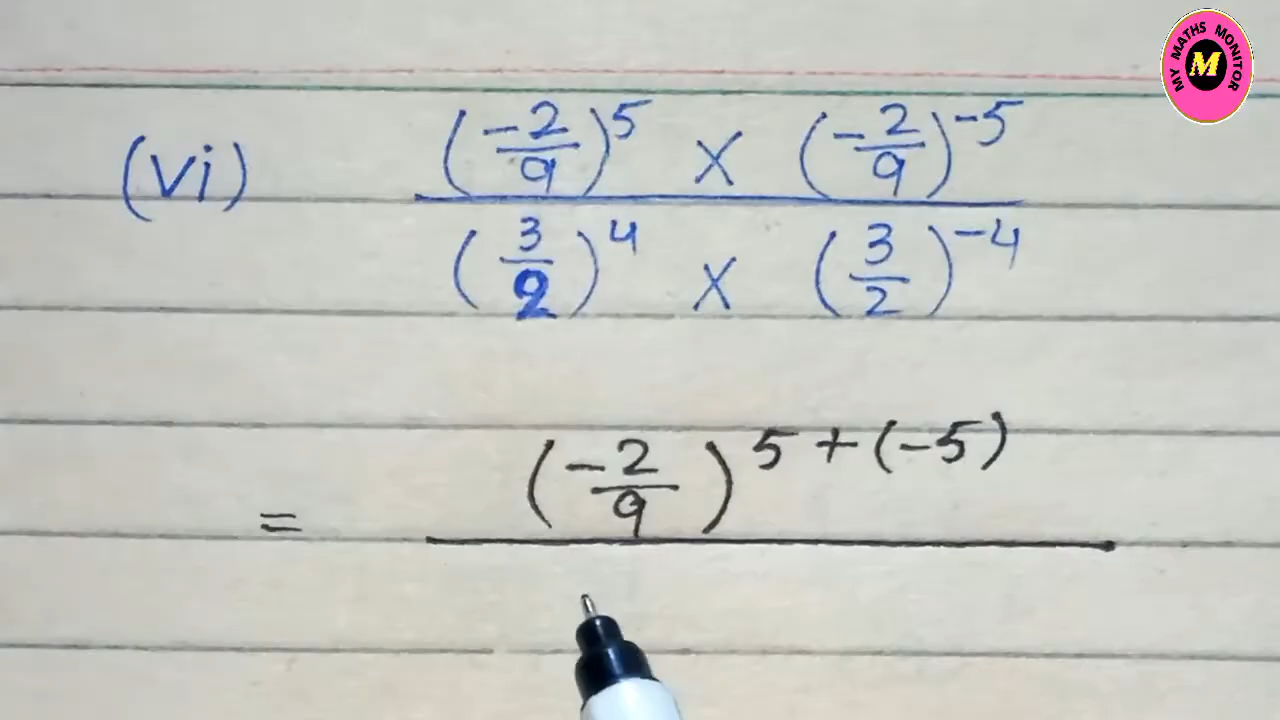 MY MATHS MONITOR
M
(vi) (-2/9)^5 × (-2/9)^-5
(3/2)^4 × (3/2)^-4
= (-2/9)^5+(-5)